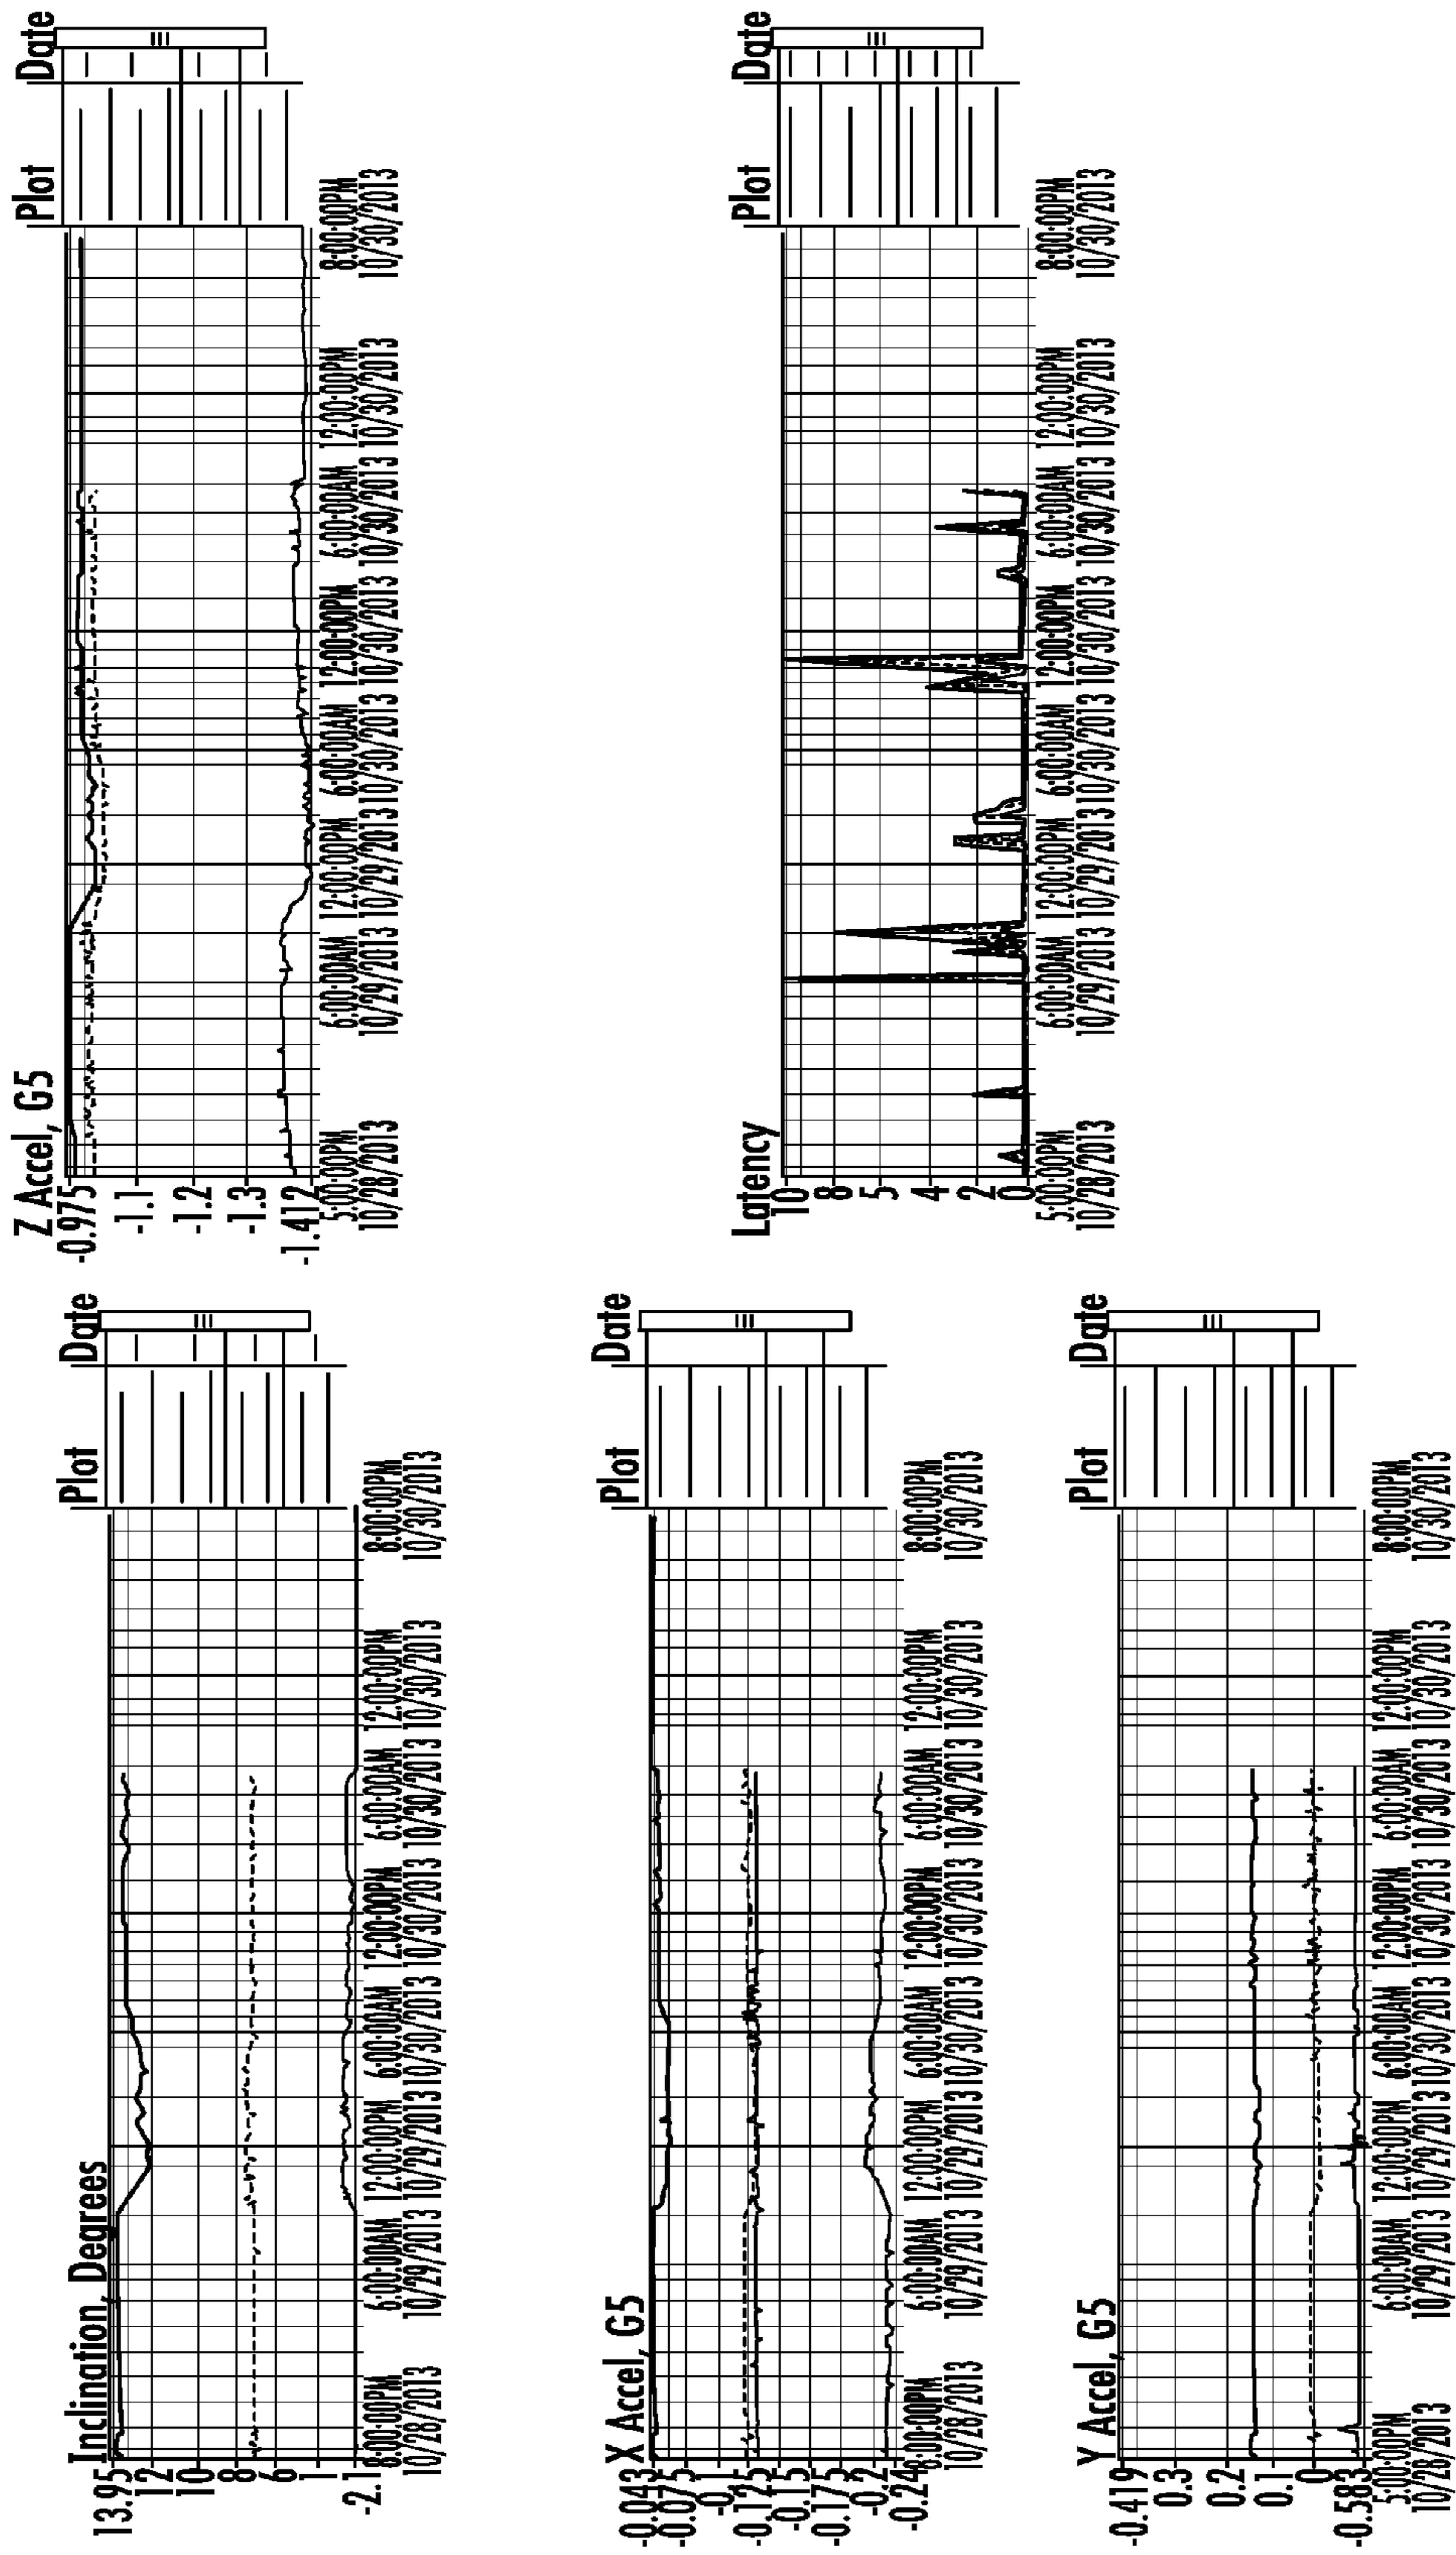 Inclination, Degrees
Plot
Date
13.95
12
10
8
6
1
-2.1
8:00:00PM 6:00:00AM 12:00:00PM 6:00:00AM 12:00:00PM 6:00:00AM 12:00:00PM 8:00:00PM
10/28/2013 10/29/2013 10/29/2013 10/30/2013 10/30/2013 10/30/2013 10/30/2013 10/30/2013
X Accel, G5
Plot
Date
-0.043
-0.075
-0.1
-0.125
-0.15
-0.175
-0.2
-0.24
6:00:00PM 6:00:00AM 12:00:00PM 6:00:00AM 12:00:00PM 6:00:00AM 12:00:00PM 8:00:00PM
10/28/2013 10/29/2013 10/29/2013 10/30/2013 10/30/2013 10/30/2013 10/30/2013 10/30/2013
Y Accel, G5
Plot
Date
-0.419
0.3
0.2
0.1
0
-0.583
5:00:00PM 6:00:00AM 12:00:00PM 6:00:00AM 12:00:00PM 6:00:00AM 12:00:00PM 8:00:00PM
10/28/2013 10/29/2013 10/29/2013 10/30/2013 10/30/2013 10/30/2013 10/30/2013 10/30/2013
Z Accel, G5
Plot
Date
-0.975
-1.1
-1.2
-1.3
-1.412
5:00:00PM 6:00:00AM 12:00:00PM 6:00:00AM 12:00:00PM 6:00:00AM 12:00:00PM 8:00:00PM
10/28/2013 10/29/2013 10/29/2013 10/30/2013 10/30/2013 10/30/2013 10/30/2013 10/30/2013
Latency
Plot
Date
10
8
5
4
2
0
5:00:00PM 6:00:00AM 12:00:00PM 6:00:00AM 12:00:00PM 6:00:00AM 12:00:00PM 8:00:00PM
10/28/2013 10/29/2013 10/29/2013 10/30/2013 10/30/2013 10/30/2013 10/30/2013 10/30/2013